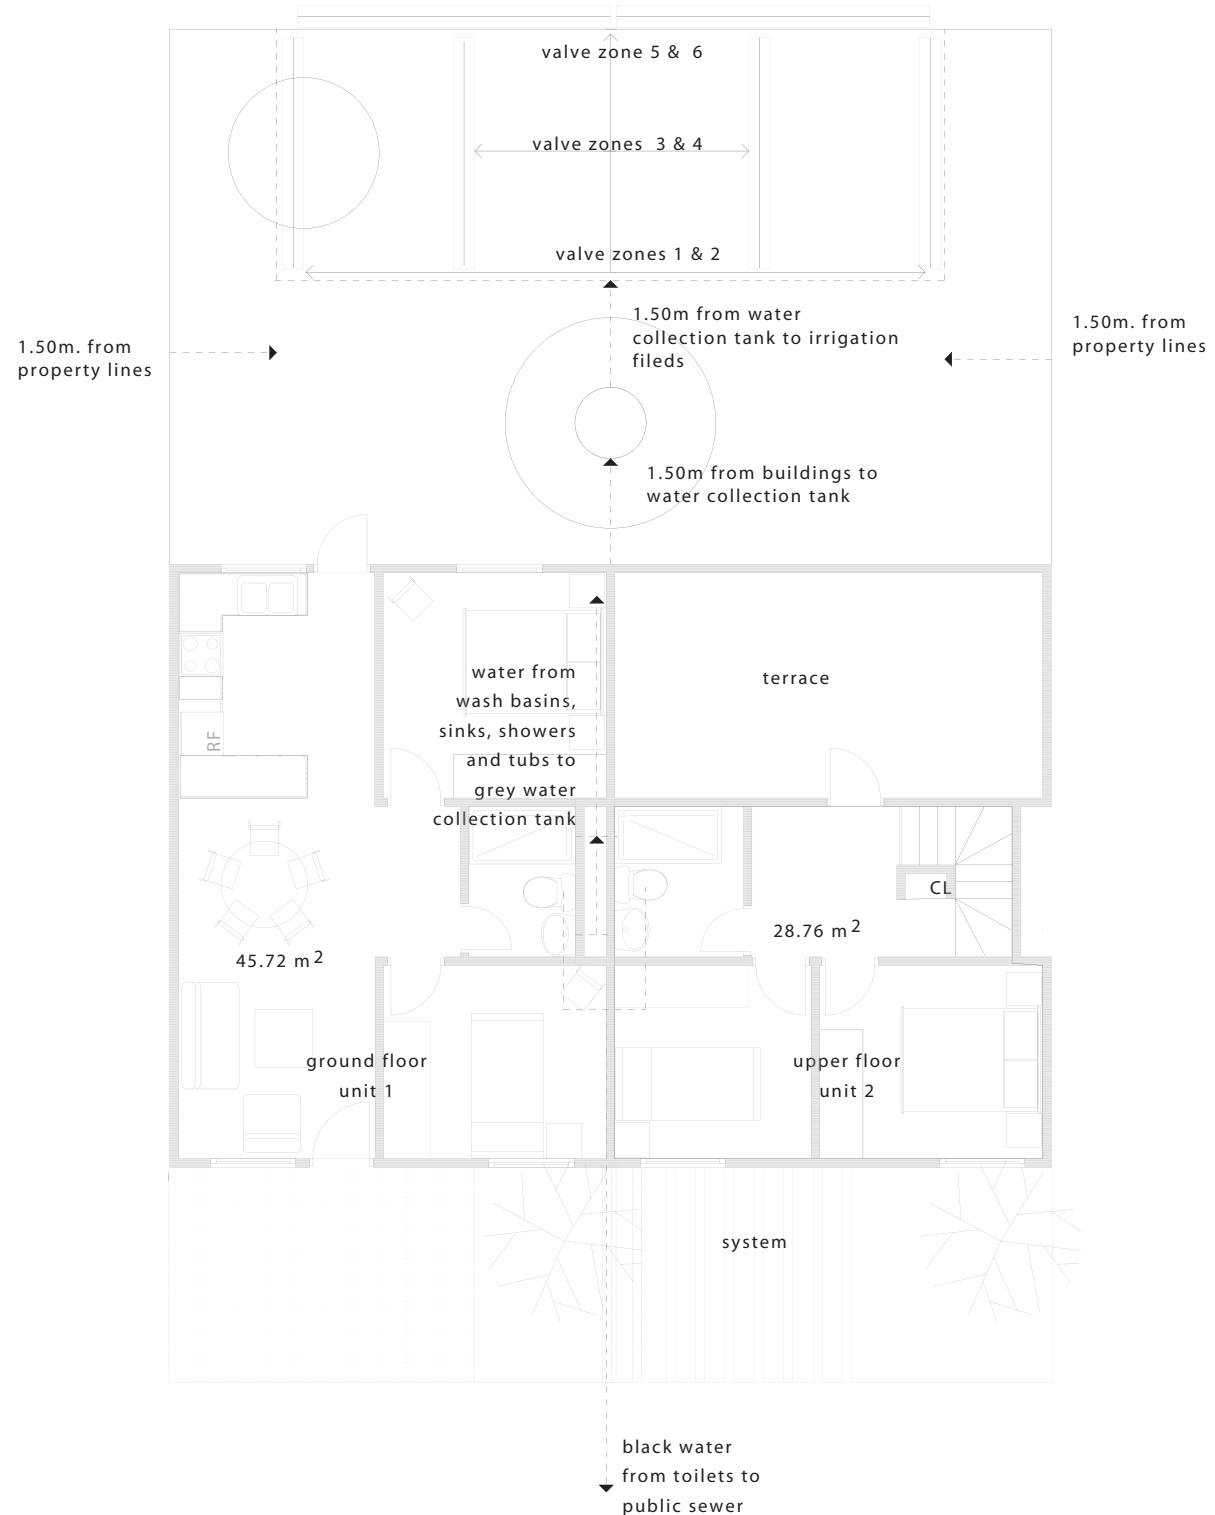 valve zone 5 & 6
valve zones 3 & 4
valve zones 1 & 2
1.50m from water
collection tank to irrigation
fileds
1.50m. from
property lines
1.50m. from
property lines
1.50m from buildings to
water collection tank
water from
wash basins,
sinks, showers
and tubs to
grey water
collection tank
terrace
RF
CL
45.72 m2
28.76 m2
ground floor
unit 1
upper floor
unit 2
system
black water
from toilets to
public sewer